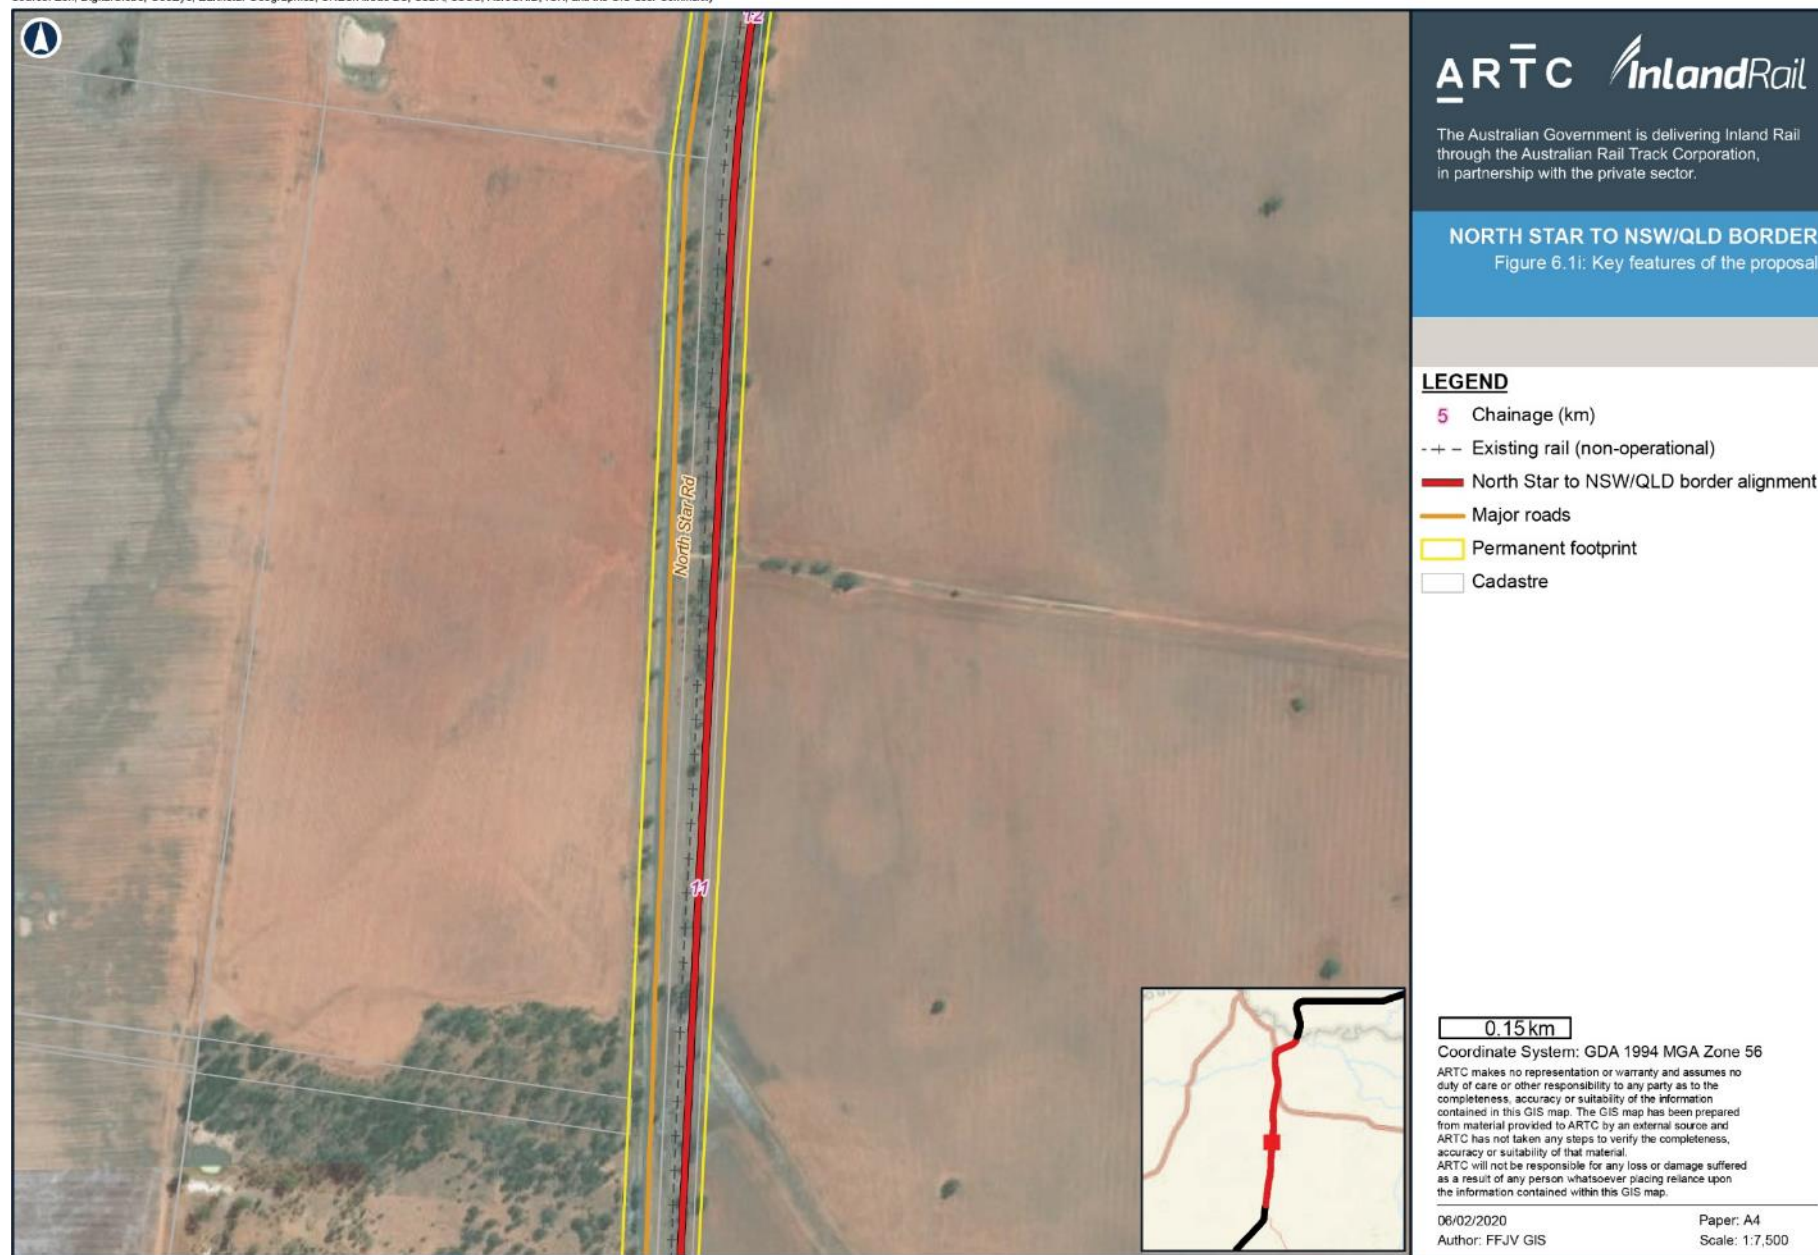 12
North Star Rd
11
ARTC InlandRail
The Australian Government is delivering Inland Rail
through the Australian Rail Track Corporation,
in partnership with the private sector.
NORTH STAR TO NSW/QLD BORDER
Figure 6.1i: Key features of the proposal
LEGEND
5 Chainage (km)
Existing rail (non-operational)
North Star to NSW/QLD border alignment
Major roads
Permanent footprint
Cadastre
0.15 km
Coordinate System: GDA 1994 MGA Zone 56
ARTC makes no representation or warranty and assumes no
duty of care or other responsibility to any party as to the
completeness, accuracy or suitability of the information
contained in this GIS map. The GIS map has been prepared
from material provided to ARTC by an external source and
ARTC has not taken any steps to verify the completeness,
accuracy or suitability of that material.
ARTC will not be responsible for any loss or damage suffered
as a result of any person whatsoever placing reliance upon
the information contained within this GIS map.
06/02/2020 Paper: A4
Author: FFJV GIS Scale: 1:7,500